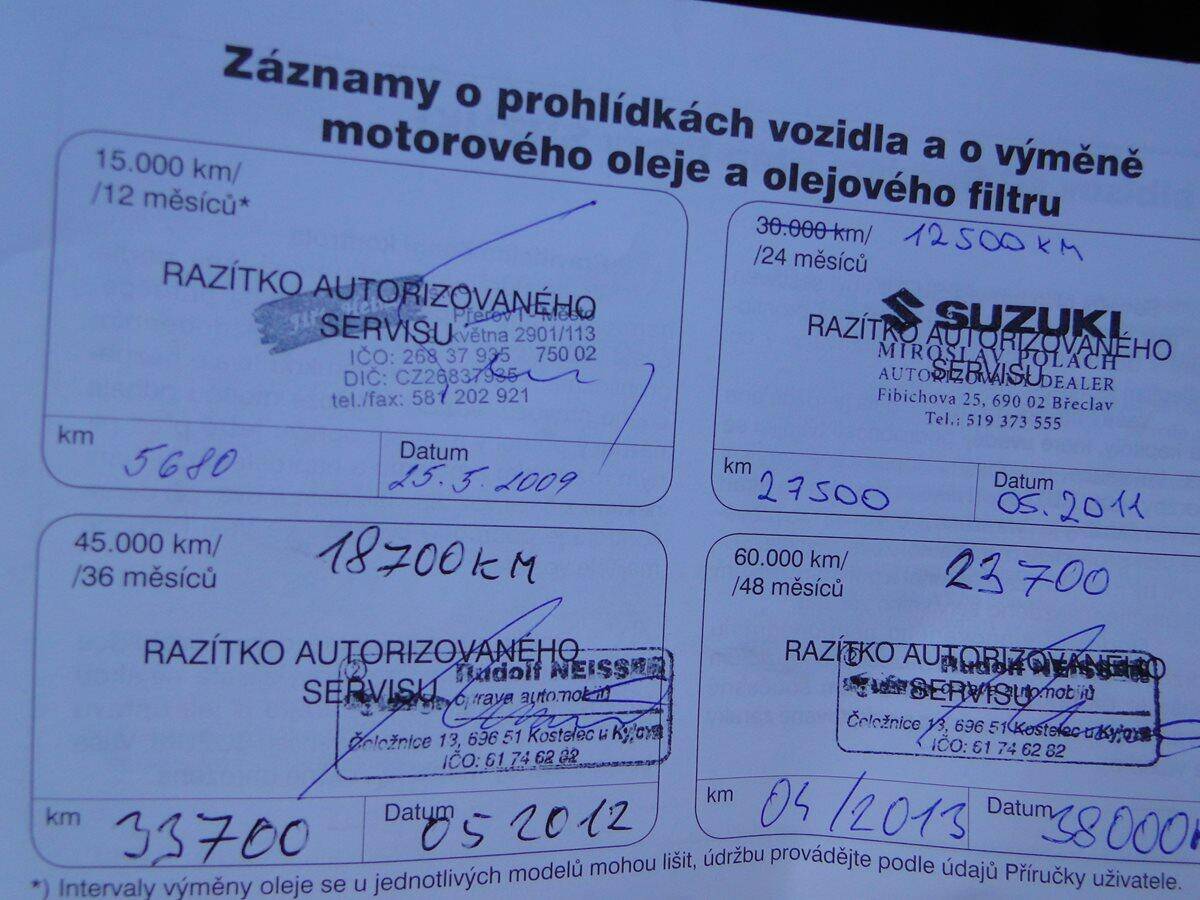 Záznamy o prohlídkách vozidla a o výměně
motorového oleje a olejového filtru
15.000 km/
/12 měsíců*
RAZÍTKO AUTORIZOVANÉHO
SERVISU
Přerov I - Město
května 2901/113
IČO: 268 37 935 750 02
DIČ: CZ26837935
tel./fax: 581 202 921
km
5680
Datum
25.5.2009
30.000 km/ 12500 KM
/24 měsíců
SUZUKI
RAZÍTKO AUTORIZOVANÉHO
SERVISU
MIROSLAV POLACH
AUTORIZOVANÝ DEALER
Fibichova 25, 690 02 Břeclav
Tel.: 519 373 555
km
27500
Datum
05.2011
45.000 km/ 18700 KM
/36 měsíců
RAZÍTKO AUTORIZOVANÉHO
SERVISU
Rudolf NEISSER
oprava automobilů
Čeložnice 13, 696 51 Kostelec u Kyjova
IČO: 61 74 62 82
km
33700
Datum
05 2012
60.000 km/ 23700
/48 měsíců
RAZÍTKO AUTORIZOVANÉHO
SERVISU
Rudolf NEISSER
oprava automobilů
Čeložnice 13, 696 51 Kostelec u Kyjova
IČO: 61 74 62 82
km
04/2013
Datum
38000
*) Intervaly výměny oleje se u jednotlivých modelů mohou lišit, údržbu provádějte podle údajů Příručky uživatele.